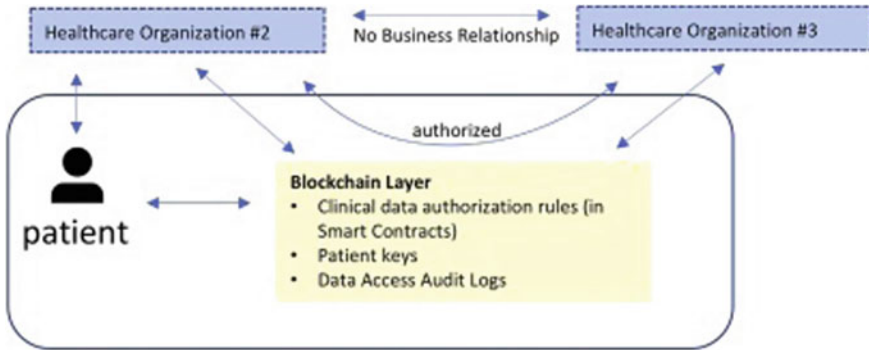 Healthcare Organization #2
No Business Relationship
Healthcare Organization #3
authorized
patient
Blockchain Layer
• Clinical data authorization rules (in
Smart Contracts)
• Patient keys
• Data Access Audit Logs